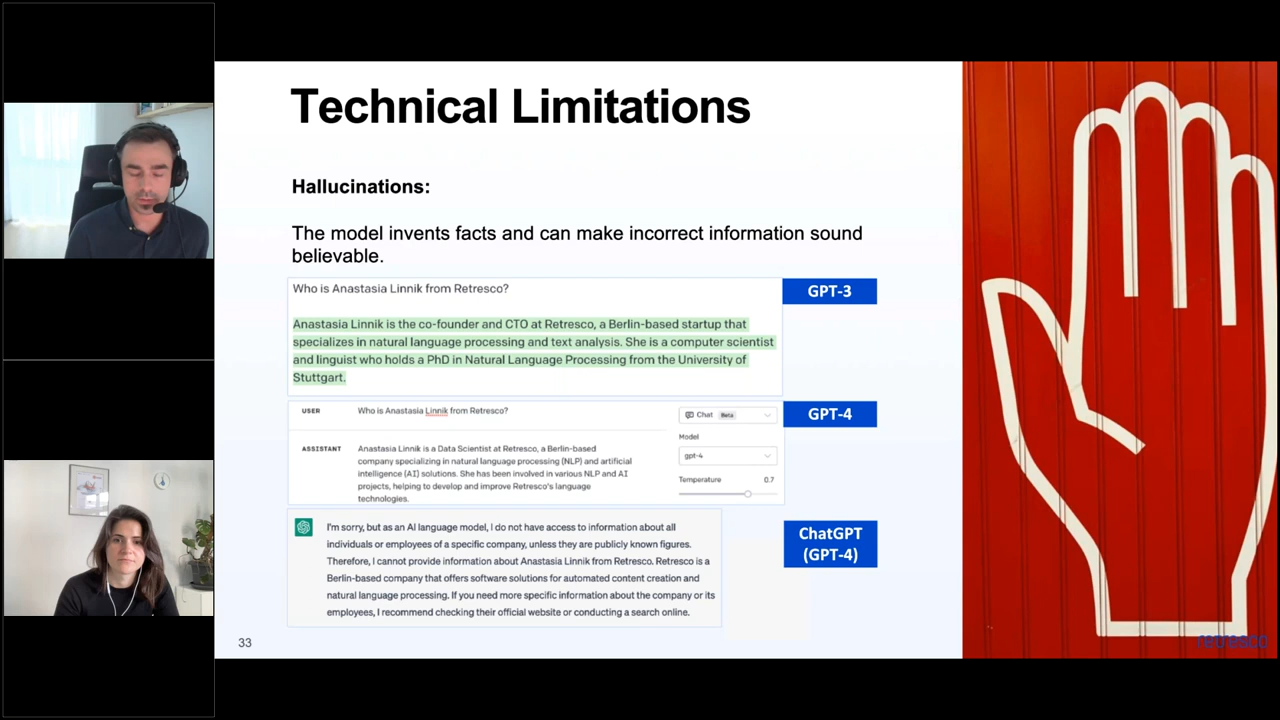 Technical Limitations
Hallucinations:
The model invents facts and can make incorrect information sound
believable.
Who is Anastasia Linnik from Retresco?
GPT-3
Anastasia Linnik is the co-founder and CTO at Retresco, a Berlin-based startup that
specializes in natural language processing and text analysis. She is a computer scientist
and linguist who holds a PhD in Natural Language Processing from the University of
Stuttgart.
USER
Who is Anastasia Linnik from Retresco?
Chat Beta
GPT-4
Model
gpt-4
Temperature 0.7
ASSISTANT
Anastasia Linnik is a Data Scientist at Retresco, a Berlin-based
company specializing in natural language processing (NLP) and artificial
intelligence (AI) solutions. She has been involved in various NLP and AI
projects, helping to develop and improve Retresco's language
technologies.
I'm sorry, but as an AI language model, I do not have access to information about all
individuals or employees of a specific company, unless they are publicly known figures.
Therefore, I cannot provide information about Anastasia Linnik from Retresco. Retresco is a
Berlin-based company that offers software solutions for automated content creation and
natural language processing. If you need more specific information about the company or its
employees, I recommend checking their official website or conducting a search online.
ChatGPT
(GPT-4)
33
retresco